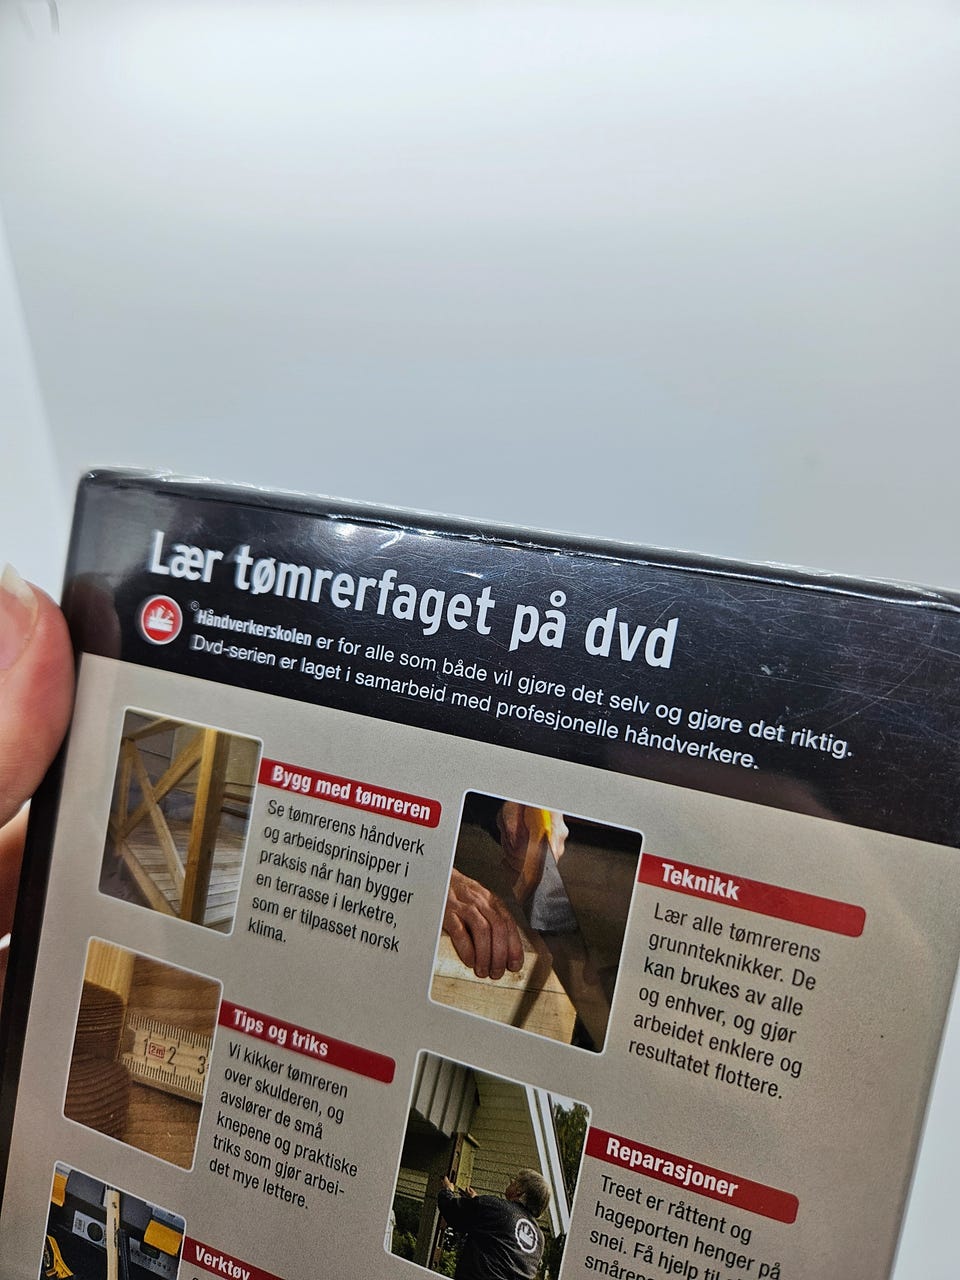 Lær tømrerfaget på dvd
®Håndverkerskolen er for alle som både vil gjøre det selv og gjøre det riktig.
Dvd-serien er laget i samarbeid med profesjonelle håndverkere.
Bygg med tømreren
Se tømrerens håndverk
og arbeidsprinsipper i
praksis når han bygger
en terrasse i lerketre,
som er tilpasset norsk
klima.
Teknikk
Lær alle tømrerens
grunnteknikker. De
kan brukes av alle
og enhver, og gjør
arbeidet enklere og
resultatet flottere.
Tips og triks
Vi kikker tømreren
over skulderen, og
avslører de små
knepene og praktiske
triks som gjør arbei-
det mye lettere.
1 2m 2 3
Reparasjoner
Treet er råttent og
hageporten henger på
snei. Få hjelp til
Verktøy